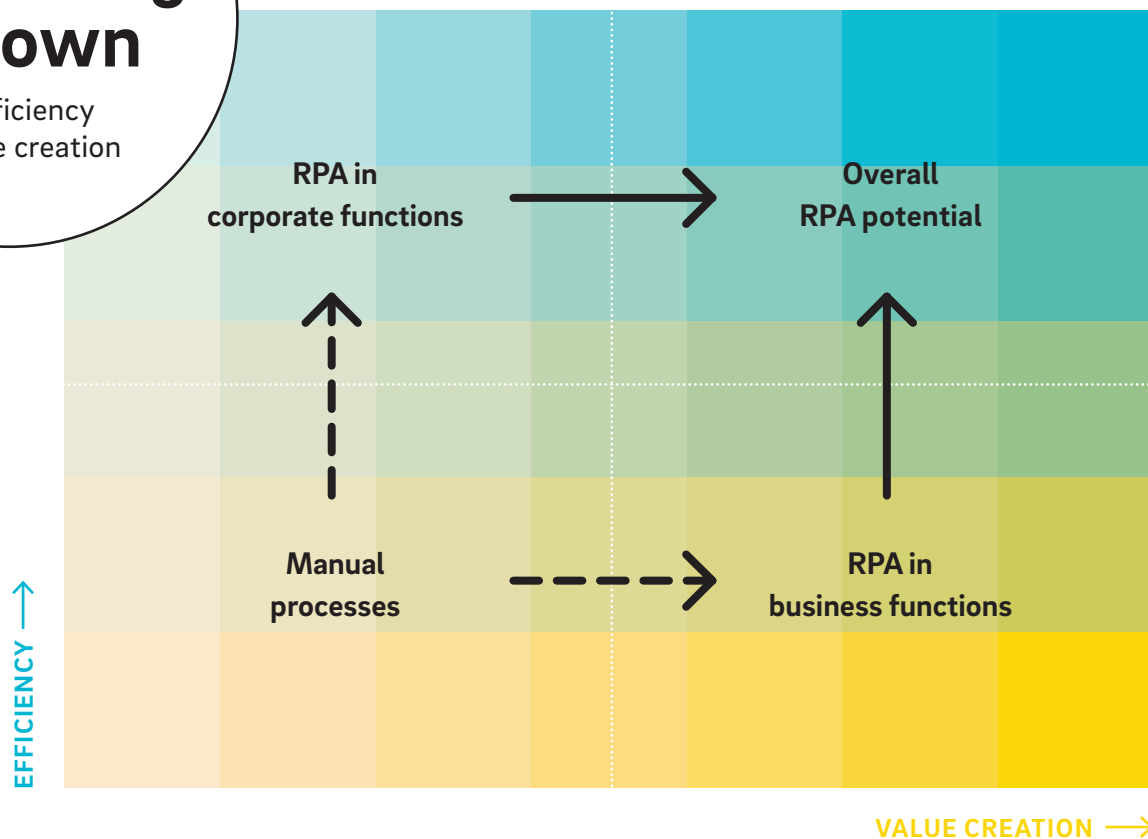 own
ficiency
e creation
RPA in
corporate functions
Overall
RPA potential
Manual
processes
RPA in
business functions
EFFICIENCY
VALUE CREATION